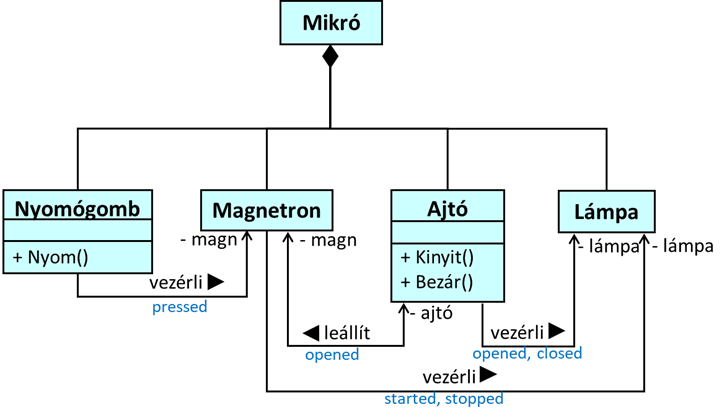 Mikró
Nyomógomb
Magnetron
Ajtó
Lámpa
+ Nyom()
- magn
- magn
+ Kinyit()
+ Bezár()
- lámpa
- lámpa
vezérli ▶
pressed
- ajtó
◀ leállít
opened
vezérli ▶
opened, closed
vezérli ▶
started, stopped